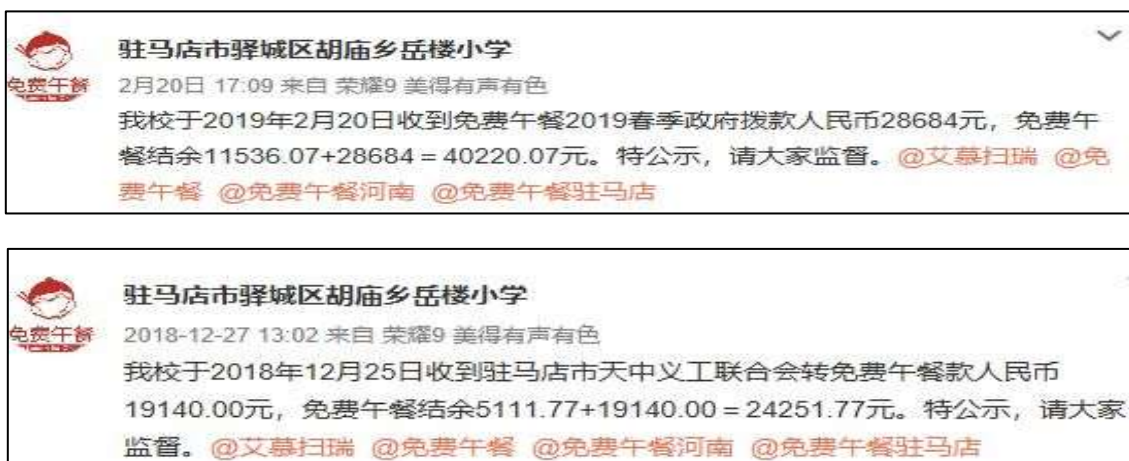 驻马店市驿城区胡庙乡岳楼小学
免费午餐
2月20日 17:09 来自 荣耀9 美得有声有色
我校于2019年2月20日收到免费午餐2019春季政府拨款人民币28684元，免费午
餐结余11536.07+28684＝40220.07元。特公示，请大家监督。@艾慕扫瑞 @免
费午餐 @免费午餐河南 @免费午餐驻马店
驻马店市驿城区胡庙乡岳楼小学
免费午餐
2018-12-27 13:02 来自 荣耀9 美得有声有色
我校于2018年12月25日收到驻马店市天中义工联合会转免费午餐款人民币
19140.00元，免费午餐结余5111.77+19140.00＝24251.77元。特公示，请大家
监督。@艾慕扫瑞 @免费午餐 @免费午餐河南 @免费午餐驻马店